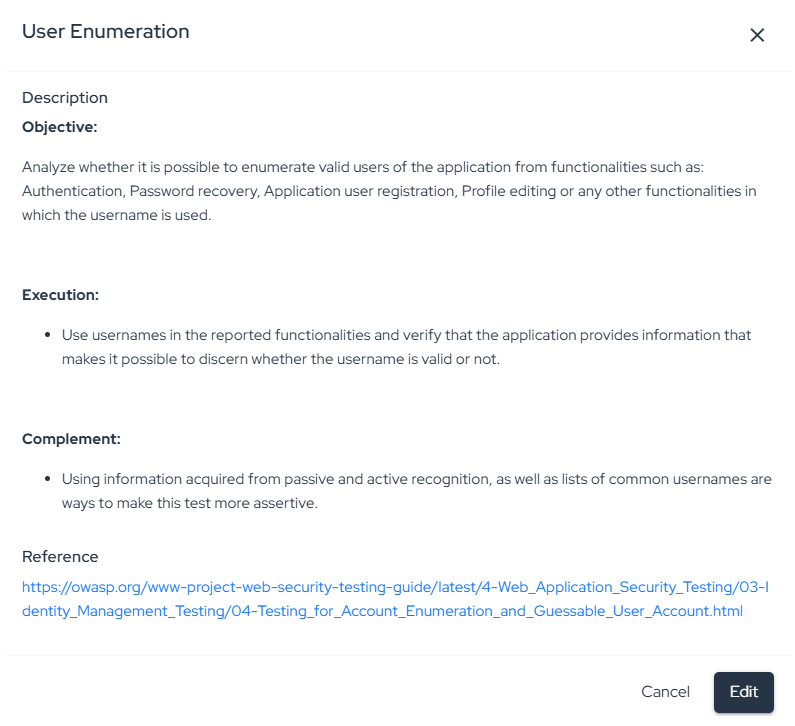 User Enumeration
Description
Objective:
Analyze whether it is possible to enumerate valid users of the application from functionalities such as:
Authentication, Password recovery, Application user registration, Profile editing or any other functionalities in
which the username is used.
Execution:
• Use usernames in the reported functionalities and verify that the application provides information that
makes it possible to discern whether the username is valid or not.
Complement:
• Using information acquired from passive and active recognition, as well as lists of common usernames are
ways to make this test more assertive.
Reference
https://owasp.org/www-project-web-security-testing-guide/latest/4-Web_Application_Security_Testing/03-I
dentity_Management_Testing/04-Testing_for_Account_Enumeration_and_Guessable_User_Account.html
Cancel
Edit